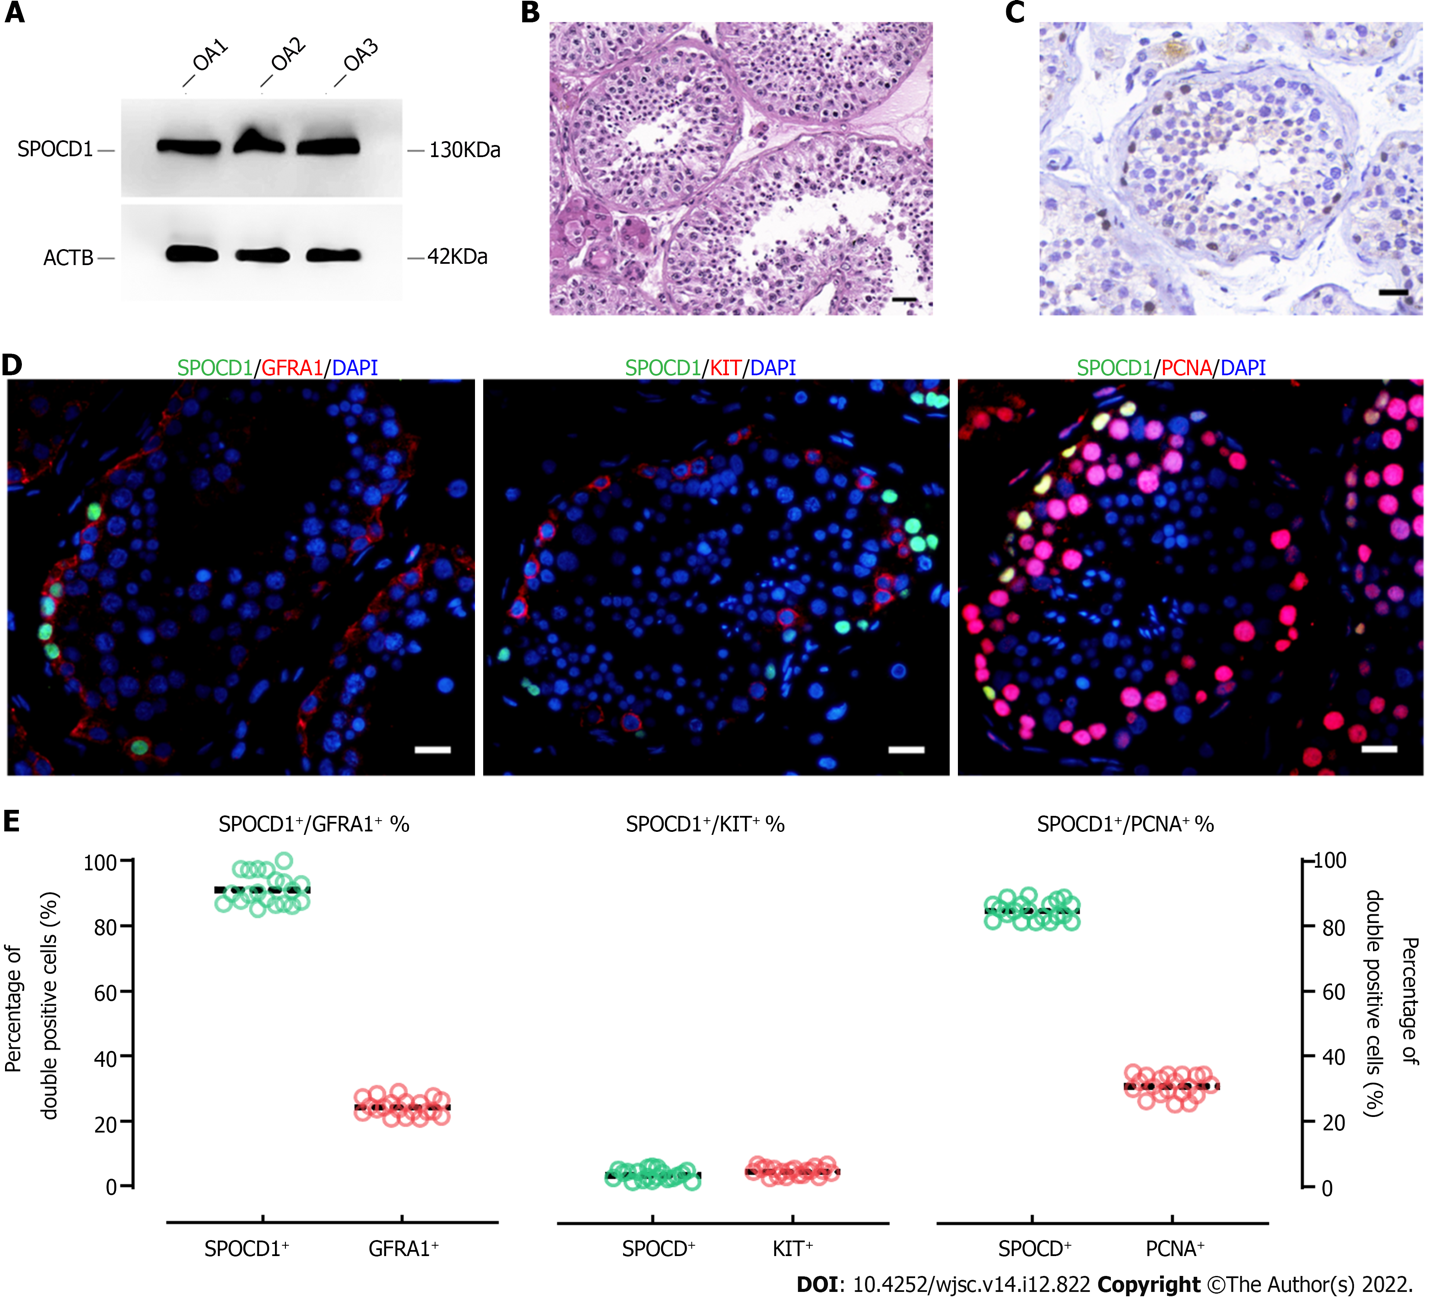 A
B
C
— OA1
— OA2
— OA3
SPOCD1
130KDa
ACTB
42KDa
D
SPOCD1/GFRA1/DAPI
SPOCD1/KIT/DAPI
SPOCD1/PCNA/DAPI
E
SPOCD1⁺/GFRA1⁺ %
SPOCD1⁺/KIT⁺ %
SPOCD1⁺/PCNA⁺ %
Percentage of
double positive cells (%)
100
80
60
40
20
0
100
80
60
40
20
0
Percentage of
double positive cells (%)
SPOCD1⁺
GFRA1⁺
SPOCD⁺
KIT⁺
SPOCD⁺
PCNA⁺
DOI: 10.4252/wjsc.v14.i12.822 Copyright ©The Author(s) 2022.